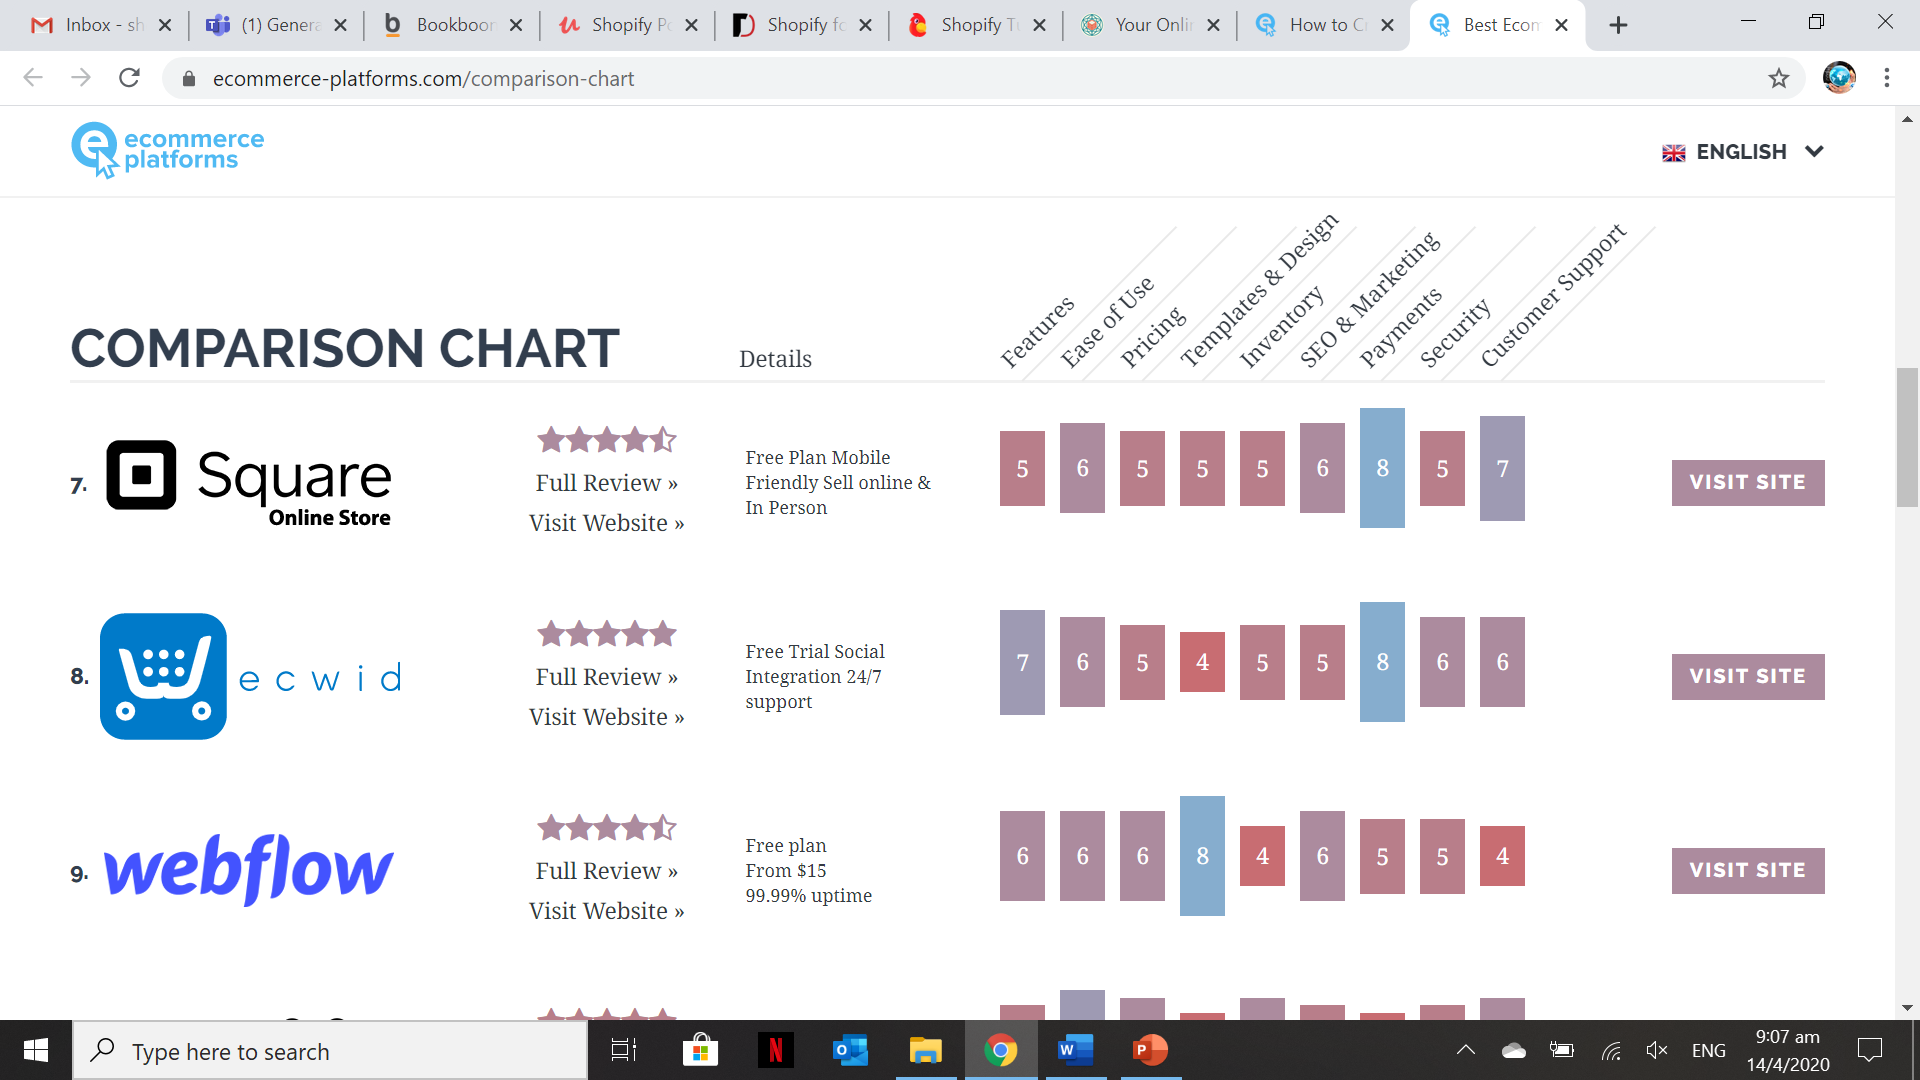 Inbox - sh
(1) Genera
Bookboon
Shopify Po
Shopify fo
Shopify Tu
Your Onli
How to Cr
Best Ecom
ecommerce-platforms.com/comparison-chart
ecommerce
platforms
ENGLISH
COMPARISON CHART
Details
Features
Ease of Use
Pricing
Templates & Design
Inventory
SEO & Marketing
Payments
Security
Customer Support
7.
Square
Online Store
Full Review »
Visit Website »
Free Plan Mobile
Friendly Sell online &
In Person
5 6 5 5 5 6 8 5 7
VISIT SITE
8.
ecwid
Full Review »
Visit Website »
Free Trial Social
Integration 24/7
support
7 6 5 4 5 5 8 6 6
VISIT SITE
9.
webflow
Full Review »
Visit Website »
Free plan
From $15
99.99% uptime
6 6 6 8 4 6 5 5 4
VISIT SITE
Type here to search
ENG
9:07 am
14/4/2020